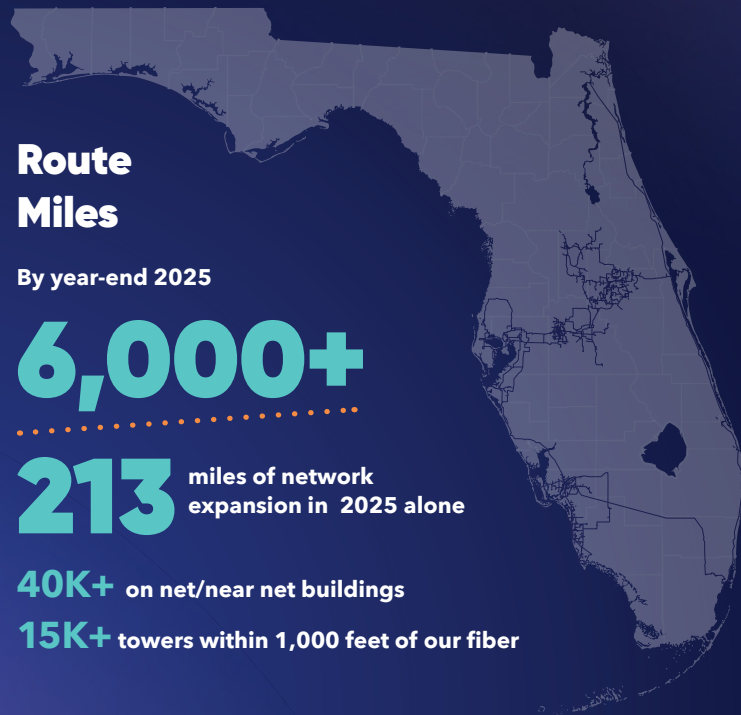 Route
Miles
By year-end 2025
6,000+
213 miles of network
expansion in 2025 alone
40K+ on net/near net buildings
15K+ towers within 1,000 feet of our fiber